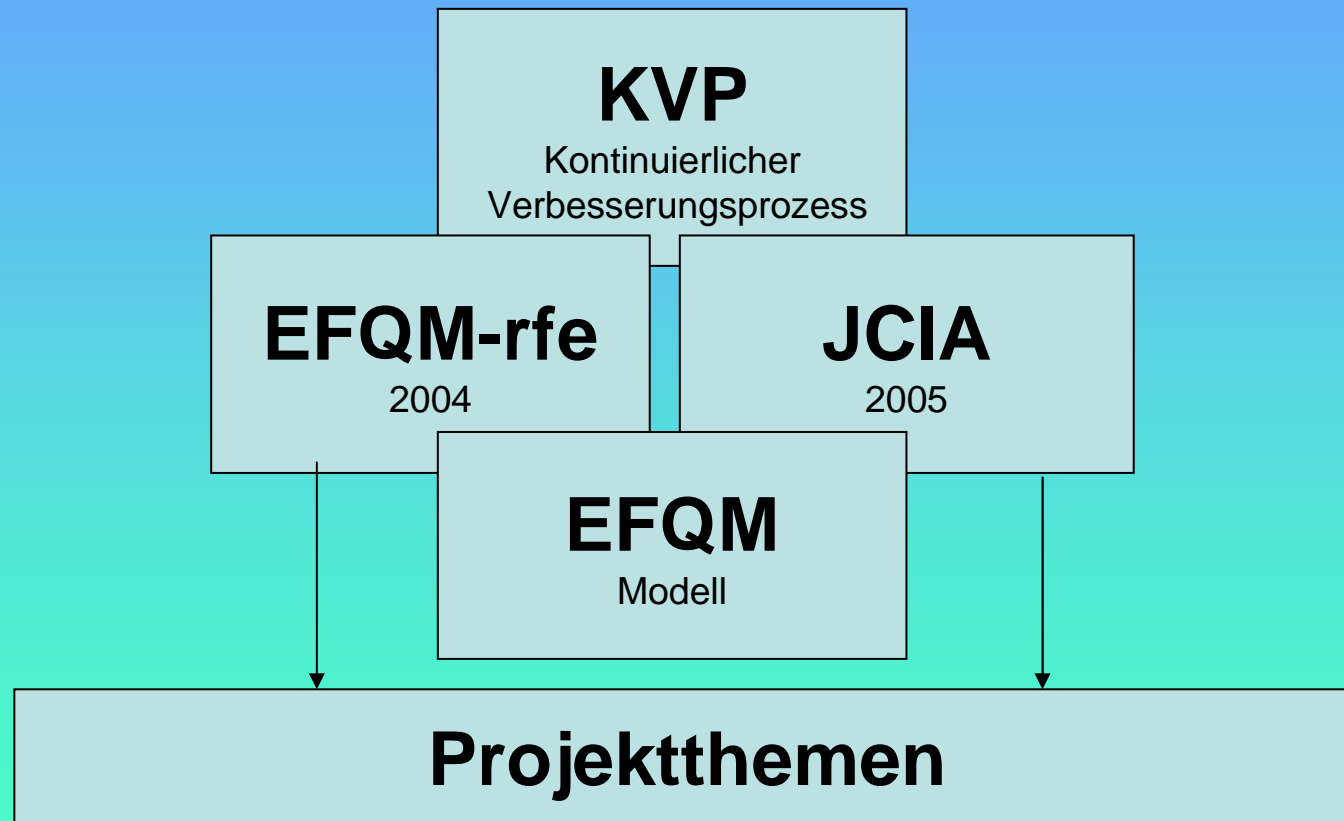 KVP
Kontinuierlicher
Verbesserungsprozess
EFQM-rfe
2004
JCIA
2005
EFQM
Modell
Projektthemen